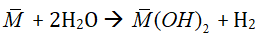 M̅ + 2H₂O → M̅(OH)₂ + H₂